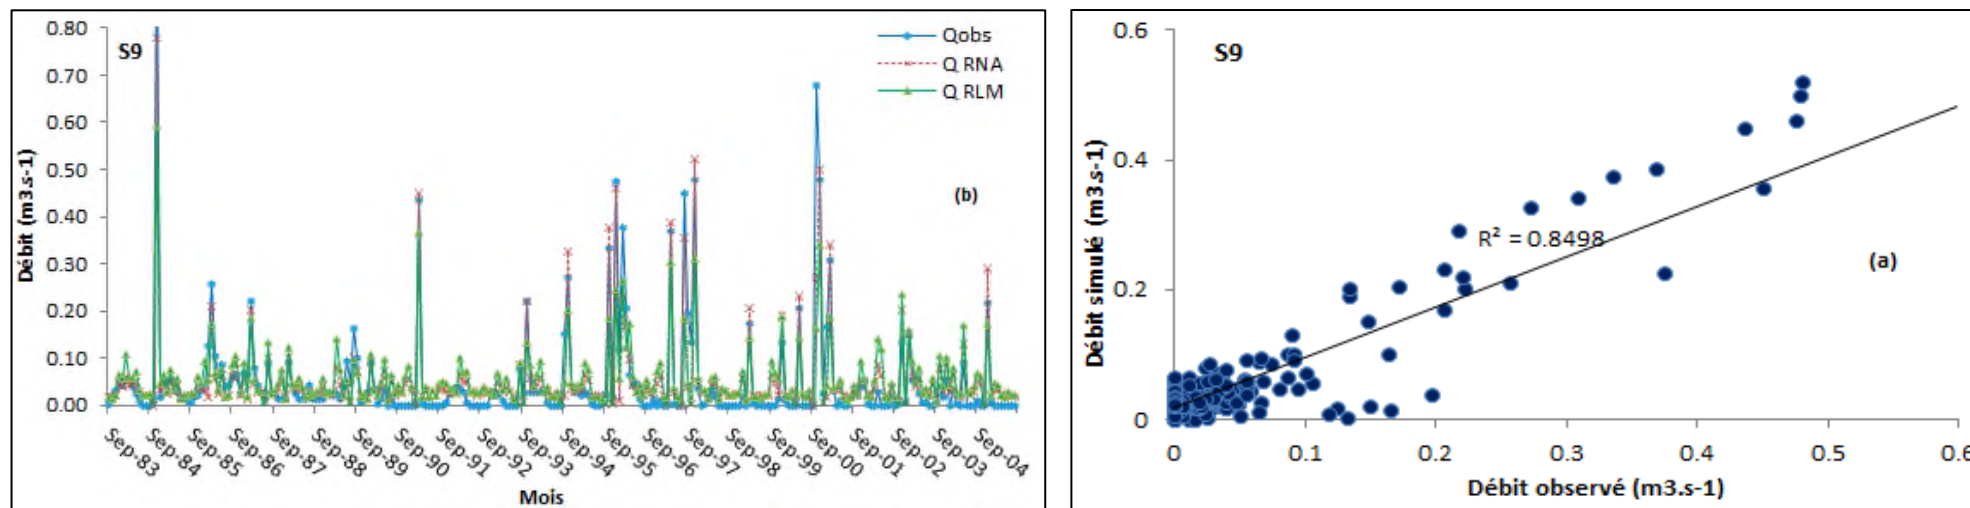 S9
Qobs
Q RNA
Q RLM
0.80
0.70
0.60
0.50
0.40
0.30
0.20
0.10
0.00
Débit (m3.s-1)
(b)
Sep-83
Sep-84
Sep-85
Sep-86
Sep-87
Sep-88
Sep-89
Sep-90
Sep-91
Sep-92
Sep-93
Sep-94
Sep-95
Sep-96
Sep-97
Sep-98
Sep-99
Sep-00
Sep-01
Sep-02
Sep-03
Sep-04
Mois
S9
0.6
0.4
0.2
0
Débit simulé (m3.s-1)
R² = 0.8498
(a)
0
0.1
0.2
0.3
0.4
0.5
0.6
Débit observé (m3.s-1)